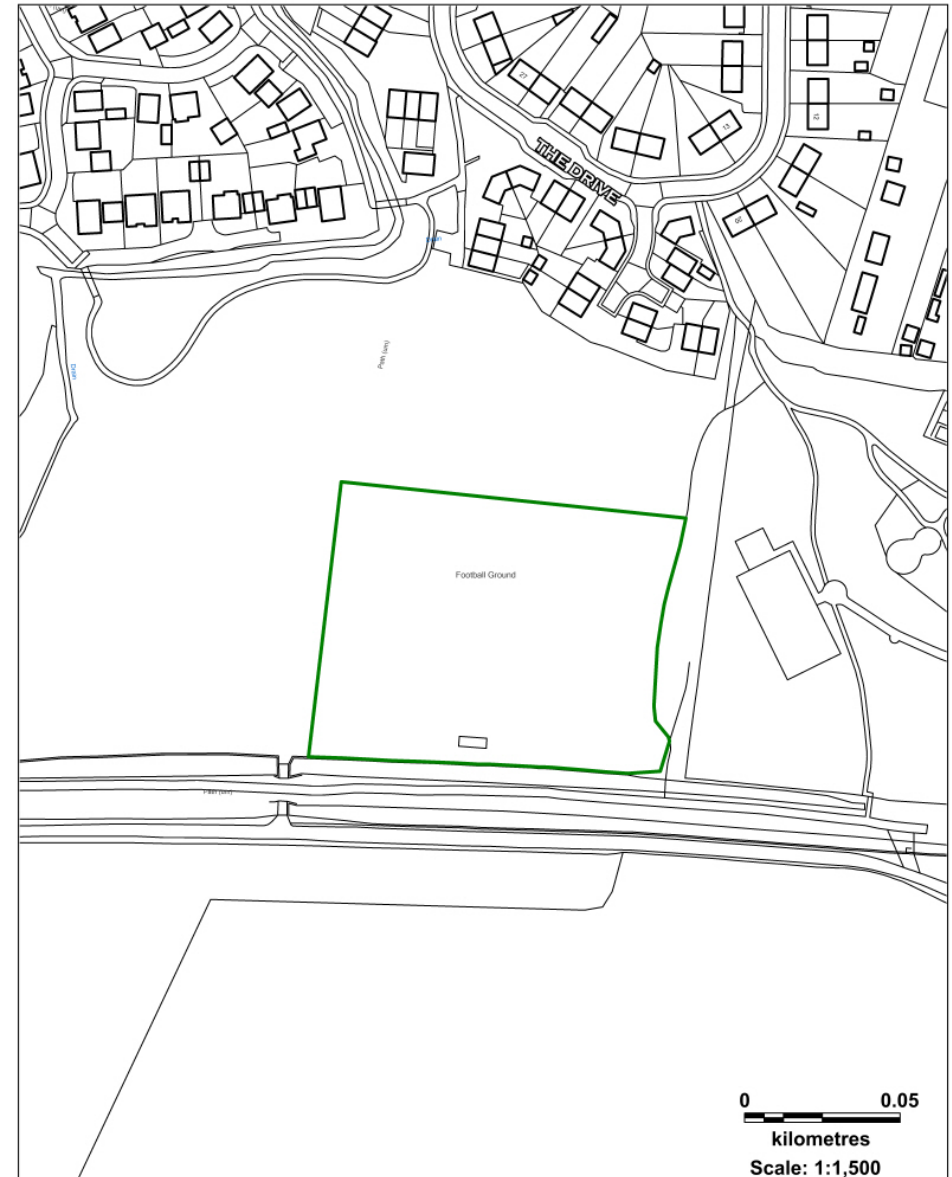 27
13
12
THE DRIVE
20
Drain
Path (um)
Drain
Football Ground
Path (um)
0 0.05
kilometres
Scale: 1:1,500